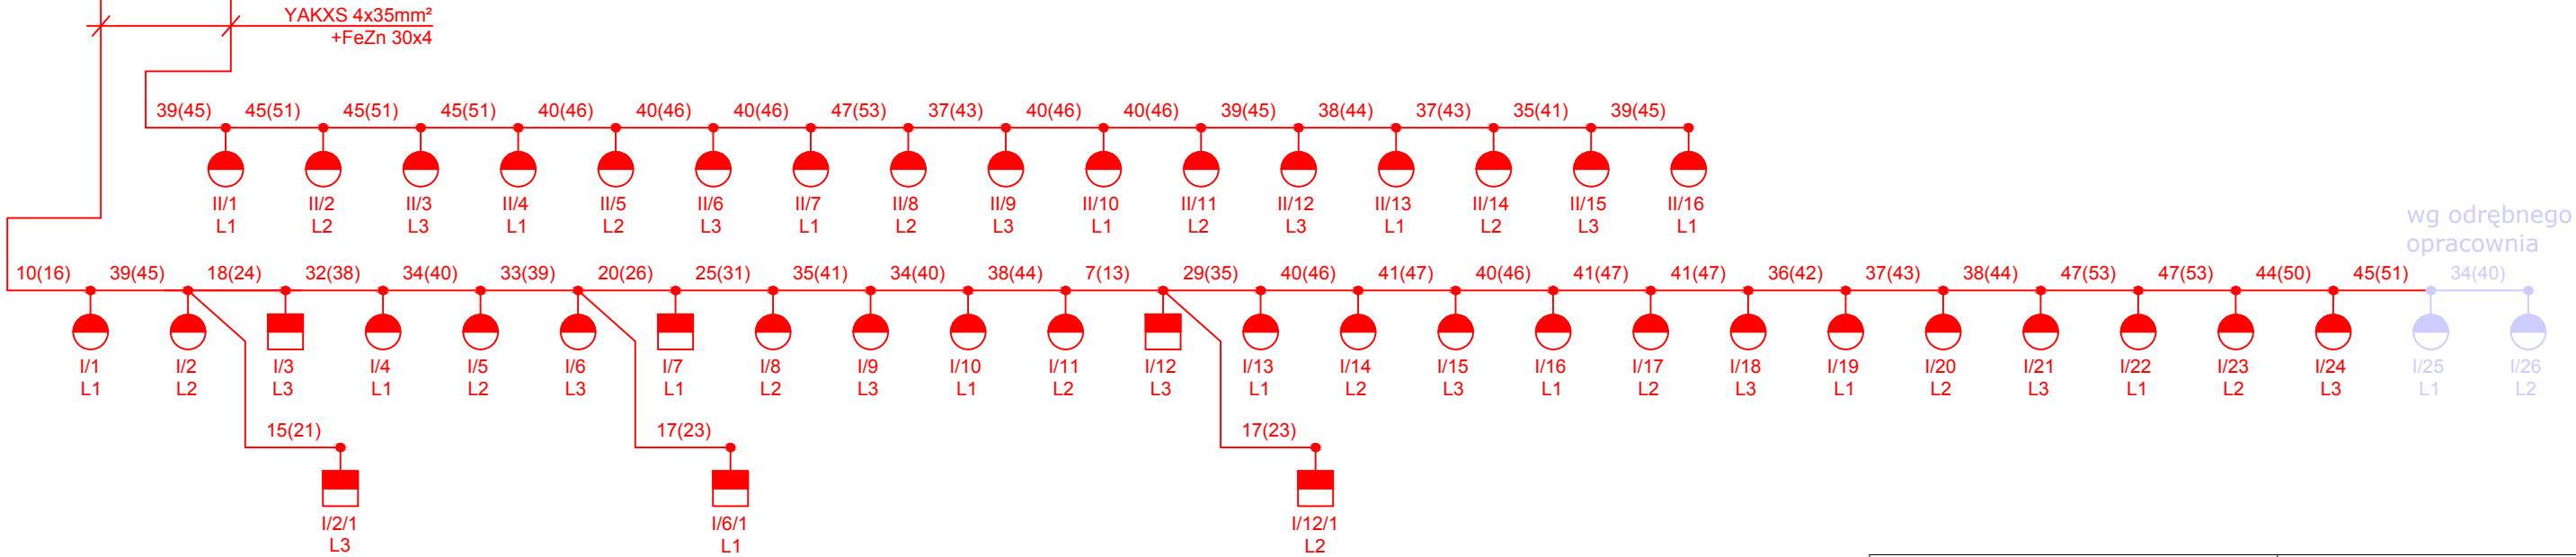 YAKXS 4x35mm²
+FeZn 30x4
39(45) 45(51) 45(51) 45(51) 40(46) 40(46) 40(46) 47(53) 37(43) 40(46) 40(46) 39(45) 38(44) 37(43) 35(41) 39(45)
II/1 II/2 II/3 II/4 II/5 II/6 II/7 II/8 II/9 II/10 II/11 II/12 II/13 II/14 II/15 II/16
L1 L2 L3 L1 L2 L3 L1 L2 L3 L1 L2 L3 L1 L2 L3 L1
wg odrębnego
opracownia
10(16) 39(45) 18(24) 32(38) 34(40) 33(39) 20(26) 25(31) 35(41) 34(40) 38(44) 7(13) 29(35) 40(46) 41(47) 40(46) 41(47) 41(47) 36(42) 37(43) 38(44) 47(53) 47(53) 44(50) 45(51) 34(40)
I/1 I/2 I/3 I/4 I/5 I/6 I/7 I/8 I/9 I/10 I/11 I/12 I/13 I/14 I/15 I/16 I/17 I/18 I/19 I/20 I/21 I/22 I/23 I/24 I/25 I/26
L1 L2 L3 L1 L2 L3 L1 L2 L3 L1 L2 L3 L1 L2 L3 L1 L2 L3 L1 L2 L3 L1 L2 L3 L1 L2
15(21) 17(23) 17(23)
I/2/1 I/6/1 I/12/1
L3 L1 L2